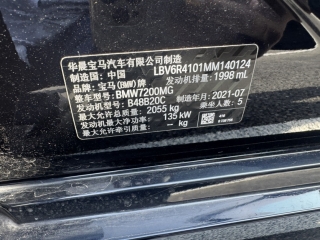 华晨宝马汽车有限公司制造
制造国：中国 LBV6R4101MM140124
品牌：宝马(BMW)牌 发动机排量：1998 mL
整车型号：BMW7200MG
发动机型号：B48B20C 制造年月：2021-07
最大允许总质量：2055 kg 乘坐人数：5
发动机最大净功率：135 kW
最大允许牵引质量： kg